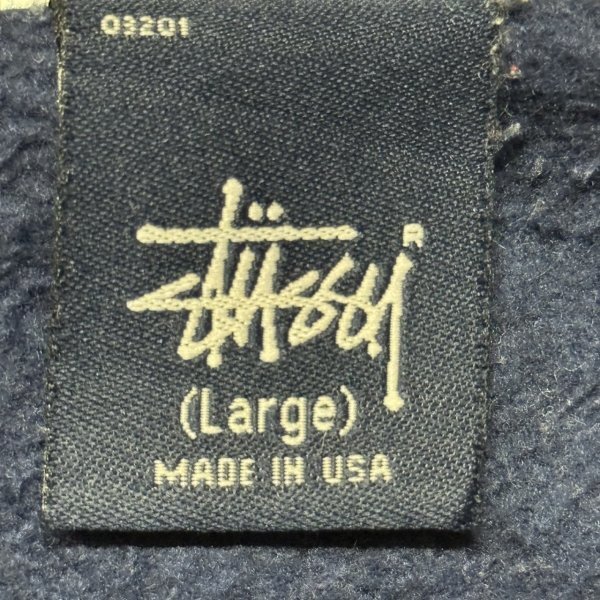 03201
Stüssy®
(Large)
MADE IN USA